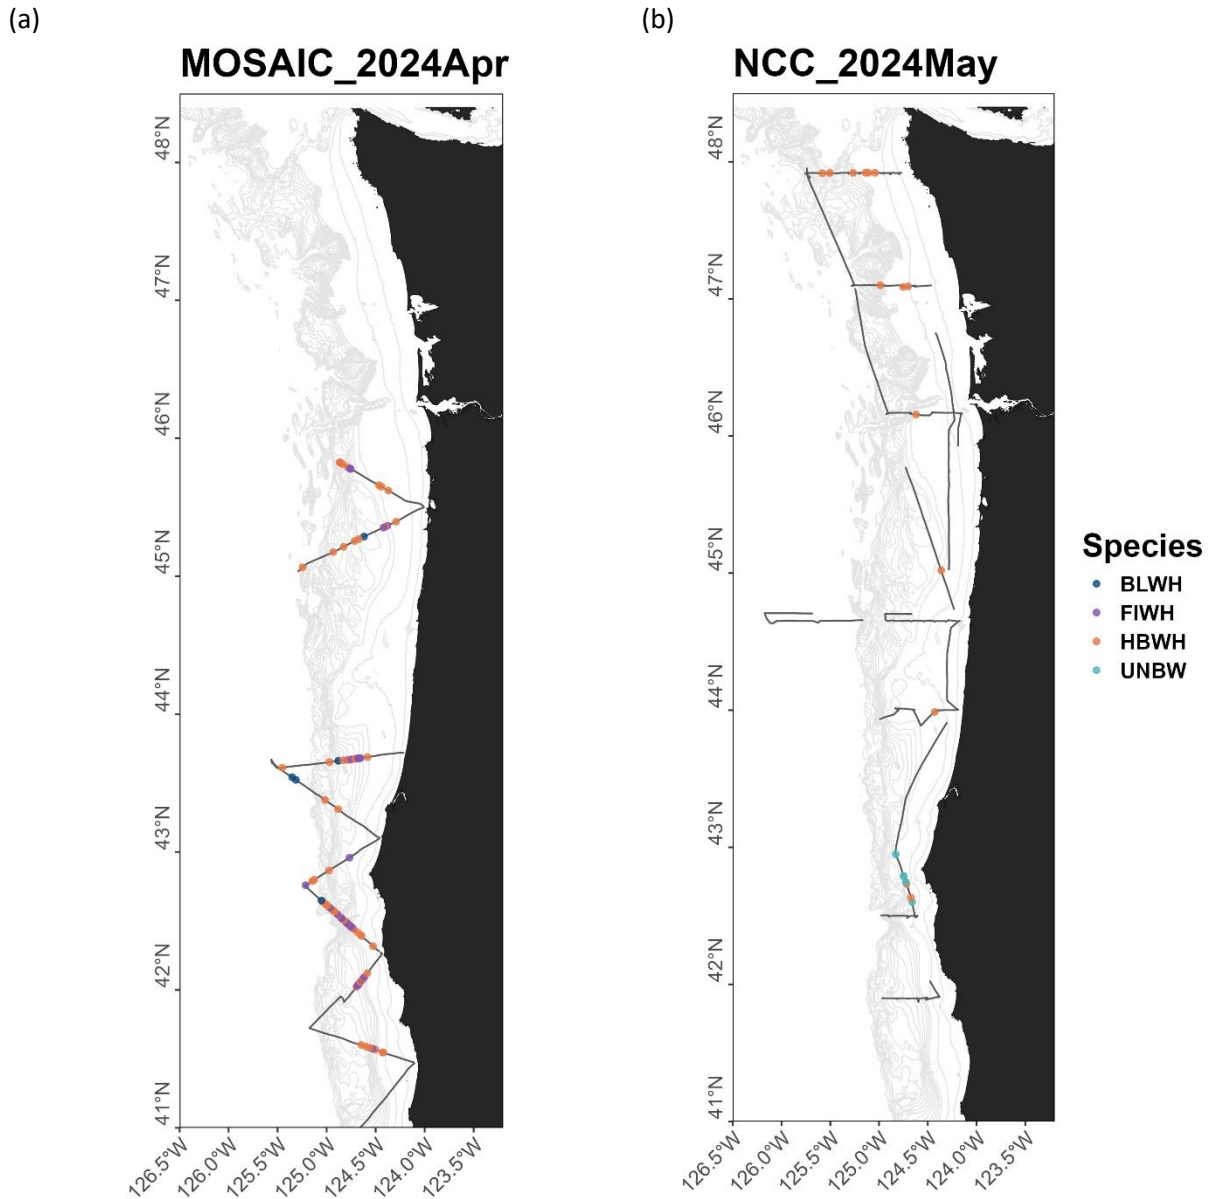 (a)
(b)
MOSAIC_2024Apr
NCC_2024May
48°N
47°N
46°N
45°N
44°N
43°N
42°N
41°N
126.5°W
126.0°W
125.5°W
125.0°W
124.5°W
124.0°W
123.5°W
48°N
47°N
46°N
45°N
44°N
43°N
42°N
41°N
126.5°W
126.0°W
125.5°W
125.0°W
124.5°W
124.0°W
123.5°W
Species
BLWH
FIWH
HBWH
UNBW